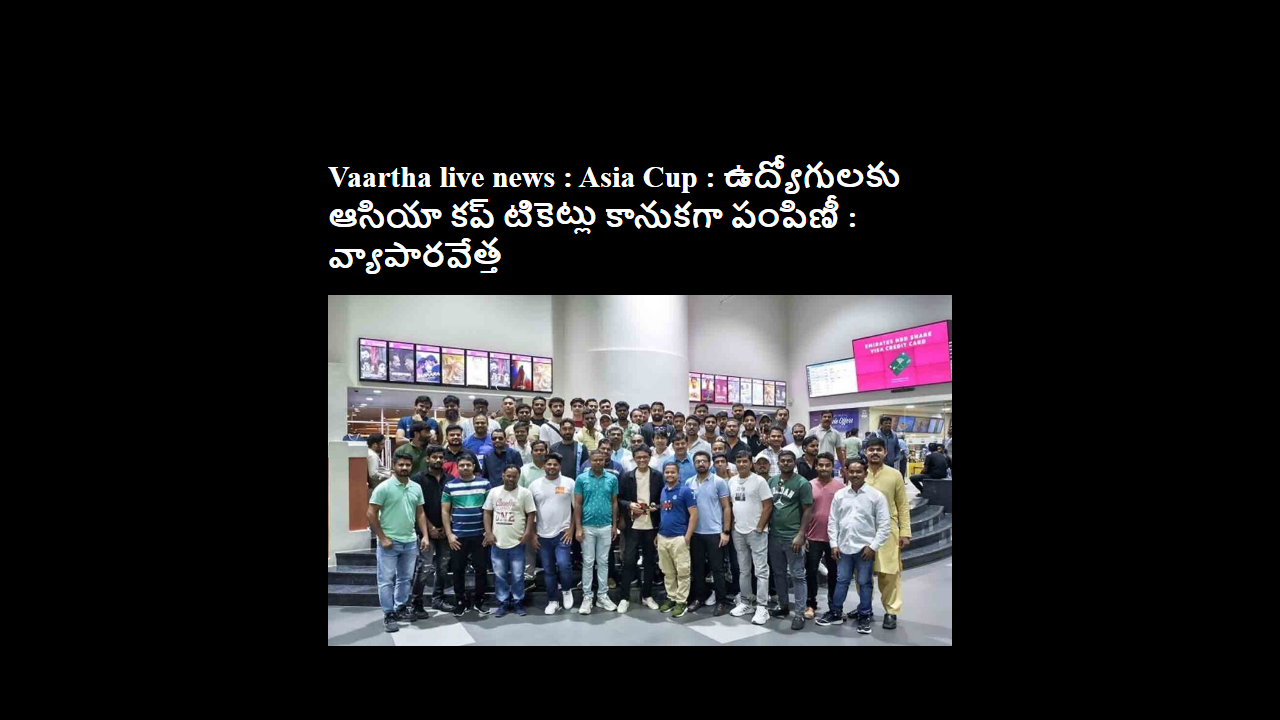 Vaartha live news : Asia Cup : ఉద్యోగులకు
ఆసియా కప్ టికెట్లు కానుకగా పంపిణీ :
వ్యాపారవేత్త
EMIRATES NBD SHARE
VISA CREDIT CARD